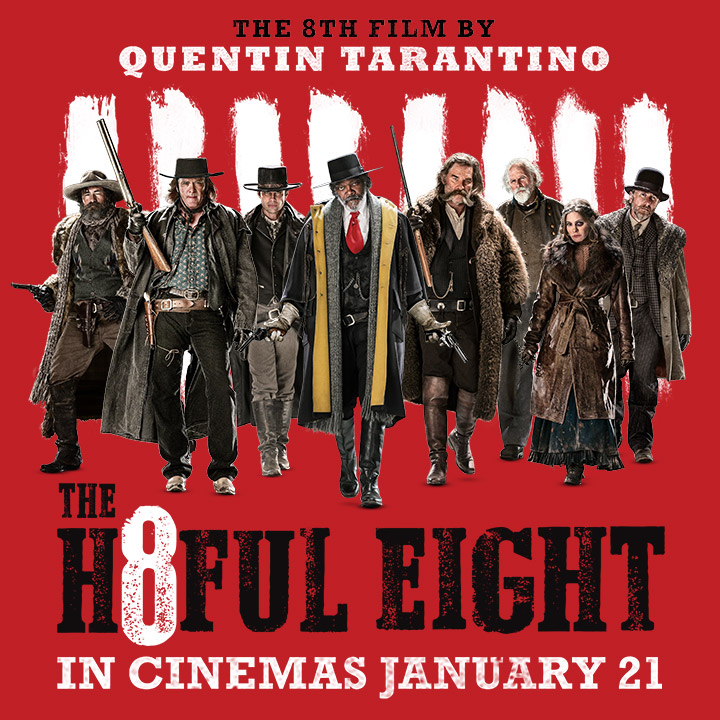 THE 8TH FILM BY
QUENTIN TARANTINO
THE
H8FUL EIGHT
IN CINEMAS JANUARY 21